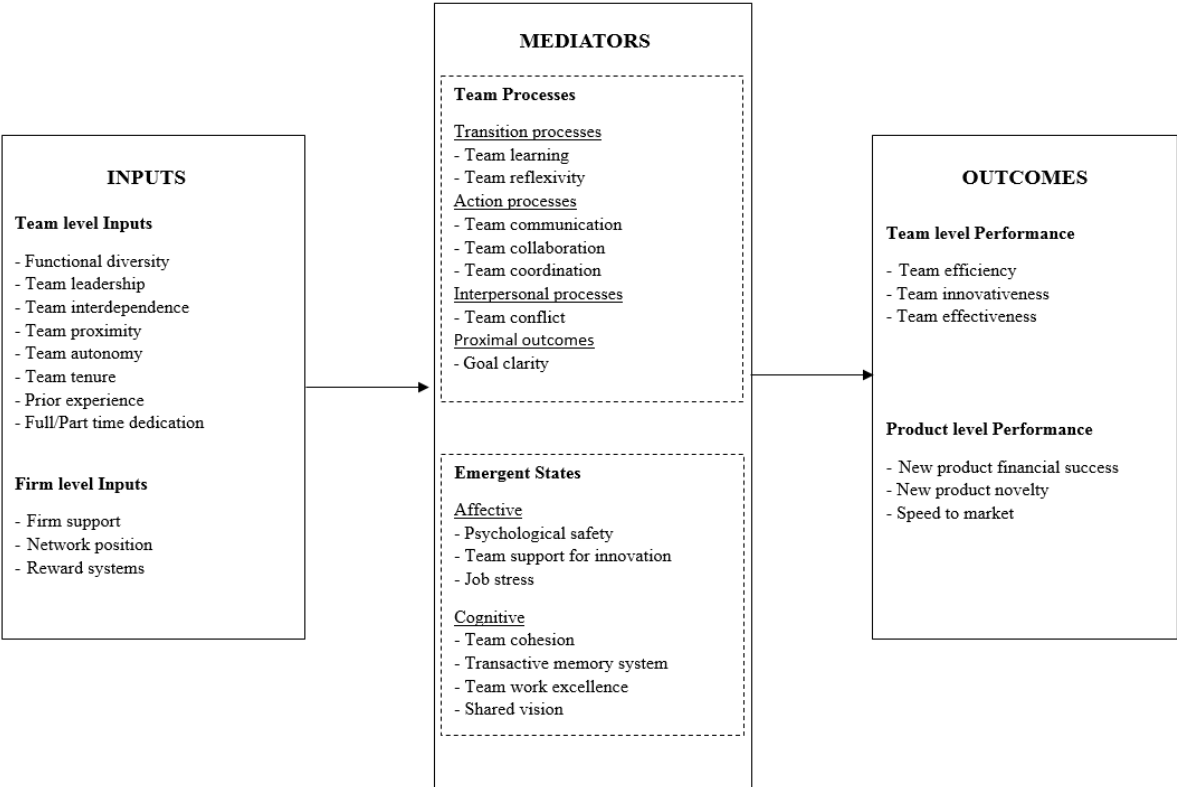 INPUTS
Team level Inputs
- Functional diversity
- Team leadership
- Team interdependence
- Team proximity
- Team autonomy
- Team tenure
- Prior experience
- Full/Part time dedication
Firm level Inputs
- Firm support
- Network position
- Reward systems
MEDIATORS
Team Processes
Transition processes
- Team learning
- Team reflexivity
Action processes
- Team communication
- Team collaboration
- Team coordination
Interpersonal processes
- Team conflict
Proximal outcomes
- Goal clarity
Emergent States
Affective
- Psychological safety
- Team support for innovation
- Job stress
Cognitive
- Team cohesion
- Transactive memory system
- Team work excellence
- Shared vision
OUTCOMES
Team level Performance
- Team efficiency
- Team innovativeness
- Team effectiveness
Product level Performance
- New product financial success
- New product novelty
- Speed to market